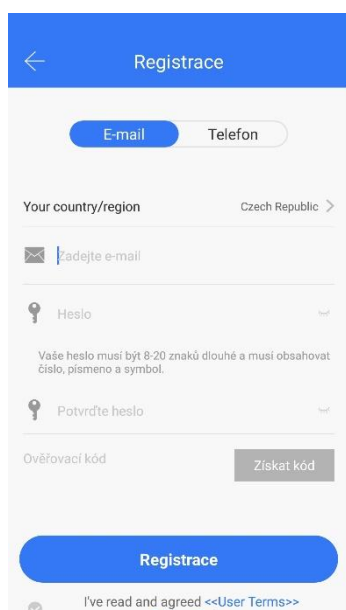 Registrace
E-mail Telefon
Your country/region Czech Republic
Zadejte e-mail
Heslo
Vaše heslo musí být 8-20 znaků dlouhé a musí obsahovat
číslo, písmeno a symbol.
Potvrďte heslo
Ověřovací kód Získat kód
Registrace
I've read and agreed <<User Terms>>